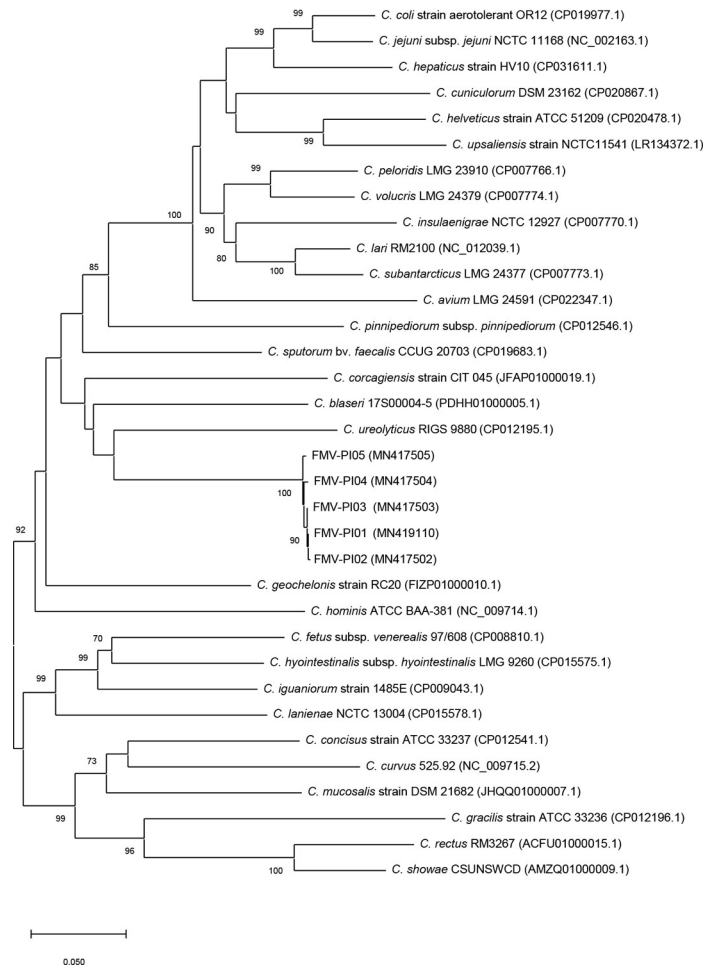 99
C. coli strain aerotolerant OR12 (CP019977.1)
99
C. jejuni subsp. jejuni NCTC 11168 (NC_002163.1)
C. hepaticus strain HV10 (CP031611.1)
C. cuniculorum DSM 23162 (CP020867.1)
C. helveticus strain ATCC 51209 (CP020478.1)
99
C. upsaliensis strain NCTC11541 (LR134372.1)
99
C. peloridis LMG 23910 (CP007766.1)
C. volucris LMG 24379 (CP007774.1)
100
90
C. insulaenigrae NCTC 12927 (CP007770.1)
80
C. lari RM2100 (NC_012039.1)
100
85
C. subantarcticus LMG 24377 (CP007773.1)
C. avium LMG 24591 (CP022347.1)
C. pinnipediorum subsp. pinnipediorum (CP012546.1)
C. sputorum bv. faecalis CCUG 20703 (CP019683.1)
C. corcagiensis strain CIT 045 (JFAP01000019.1)
C. blaseri 17S00004-5 (PDHH01000005.1)
C. ureolyticus RIGS 9880 (CP012195.1)
FMV-PI05 (MN417505)
FMV-PI04 (MN417504)
100
FMV-PI03 (MN417503)
92
FMV-PI01 (MN419110)
90
FMV-PI02 (MN417502)
C. geochelonis strain RC20 (FIZP01000010.1)
C. hominis ATCC BAA-381 (NC_009714.1)
70
C. fetus subsp. venerealis 97/608 (CP008810.1)
99
C. hyointestinalis subsp. hyointestinalis LMG 9260 (CP015575.1)
99
C. iguaniorum strain 1485E (CP009043.1)
C. lanienae NCTC 13004 (CP015578.1)
C. concisus strain ATCC 33237 (CP012541.1)
73
C. curvus 525.92 (NC_009715.2)
C. mucosalis strain DSM 21682 (JHQQ01000007.1)
99
C. gracilis strain ATCC 33236 (CP012196.1)
C. rectus RM3267 (ACFU01000015.1)
96
100
C. showae CSUNSWCD (AMZQ01000009.1)
0.050